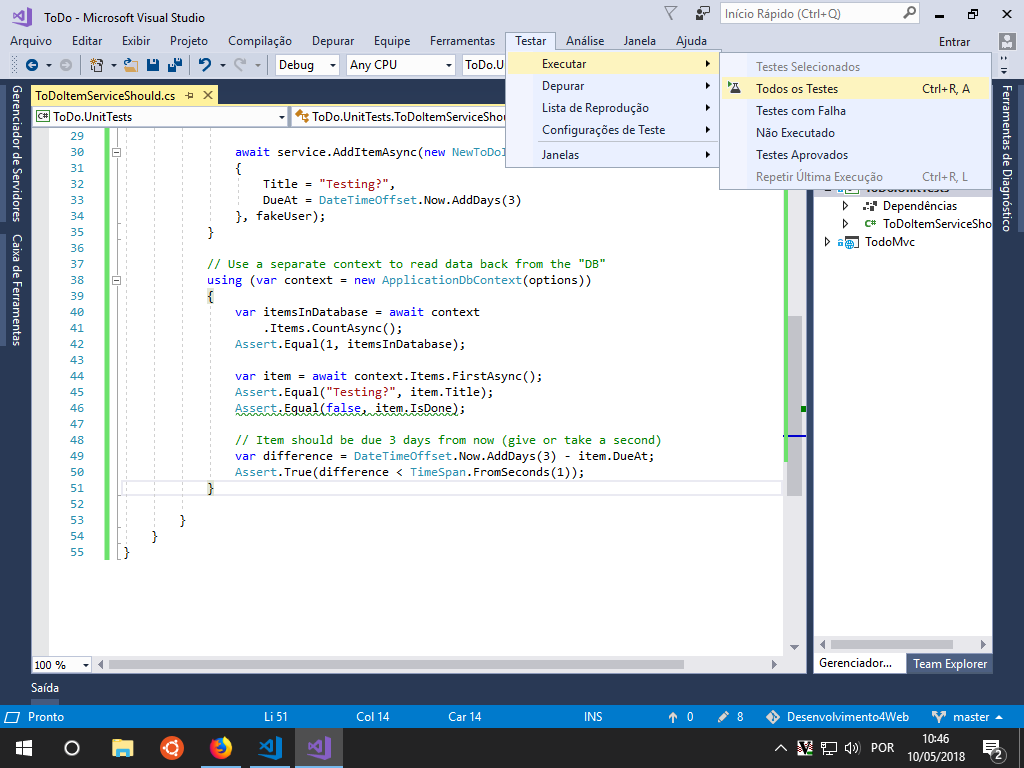 ToDo - Microsoft Visual Studio
Início Rápido (Ctrl+Q)
Arquivo Editar Exibir Projeto Compilação Depurar Equipe Ferramentas Testar Análise Janela Ajuda Entrar
Debug Any CPU ToDo.U
Executar
Depurar
Lista de Reprodução
Configurações de Teste
Janelas
Testes Selecionados
Todos os Testes Ctrl+R, A
Testes com Falha
Não Executado
Testes Aprovados
Repetir Última Execução Ctrl+R, L
Gerenciador de Servidores
Caixa de Ferramentas
ToDoItemServiceShould.cs
ToDo.UnitTests ToDo.UnitTests.ToDoItemServiceShou
29
30 await service.AddItemAsync(new NewToDoI
31 {
32 Title = "Testing?",
33 DueAt = DateTimeOffset.Now.AddDays(3)
34 }, fakeUser);
35 }
36
37 // Use a separate context to read data back from the "DB"
38 using (var context = new ApplicationDbContext(options))
39 {
40 var itemsInDatabase = await context
41 .Items.CountAsync();
42 Assert.Equal(1, itemsInDatabase);
43
44 var item = await context.Items.FirstAsync();
45 Assert.Equal("Testing?", item.Title);
46 Assert.Equal(false, item.IsDone);
47
48 // Item should be due 3 days from now (give or take a second)
49 var difference = DateTimeOffset.Now.AddDays(3) - item.DueAt;
50 Assert.True(difference < TimeSpan.FromSeconds(1));
51 }
52
53 }
54 }
55 }
100 %
ToDo.UnitTests
Dependências
C# ToDoItemServiceSho
TodoMvc
Gerenciador... Team Explorer
Ferramentas de Diagnóstico
Saída
Pronto Li 51 Col 14 Car 14 INS 0 8 Desenvolvimento4Web master
POR
10:46
10/05/2018
2